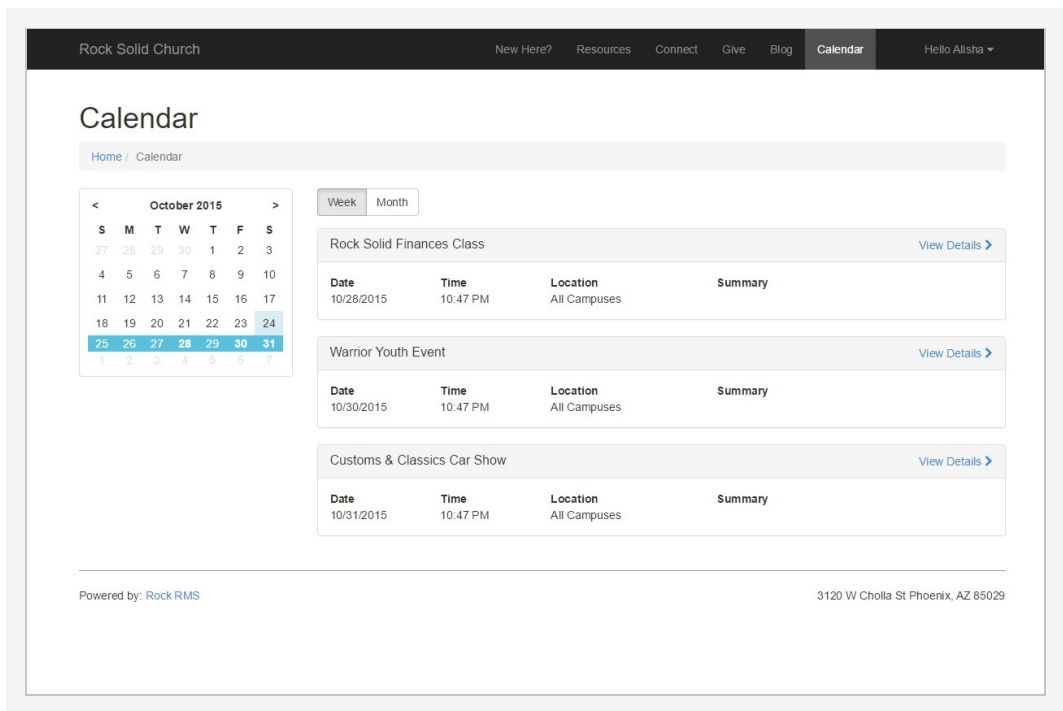 Rock Solid Church New Here? Resources Connect Give Blog Calendar Hello Alisha
Calendar
Home / Calendar
< October 2015 >
S M T W T F S
27 28 29 30 1 2 3
4 5 6 7 8 9 10
11 12 13 14 15 16 17
18 19 20 21 22 23 24
25 26 27 28 29 30 31
1 2 3 4 5 6 7
Week Month
Rock Solid Finances Class View Details
Date Time Location Summary
10/28/2015 10:47 PM All Campuses
Warrior Youth Event View Details
Date Time Location Summary
10/30/2015 10:47 PM All Campuses
Customs & Classics Car Show View Details
Date Time Location Summary
10/31/2015 10:47 PM All Campuses
Powered by: Rock RMS 3120 W Cholla St Phoenix, AZ 85029